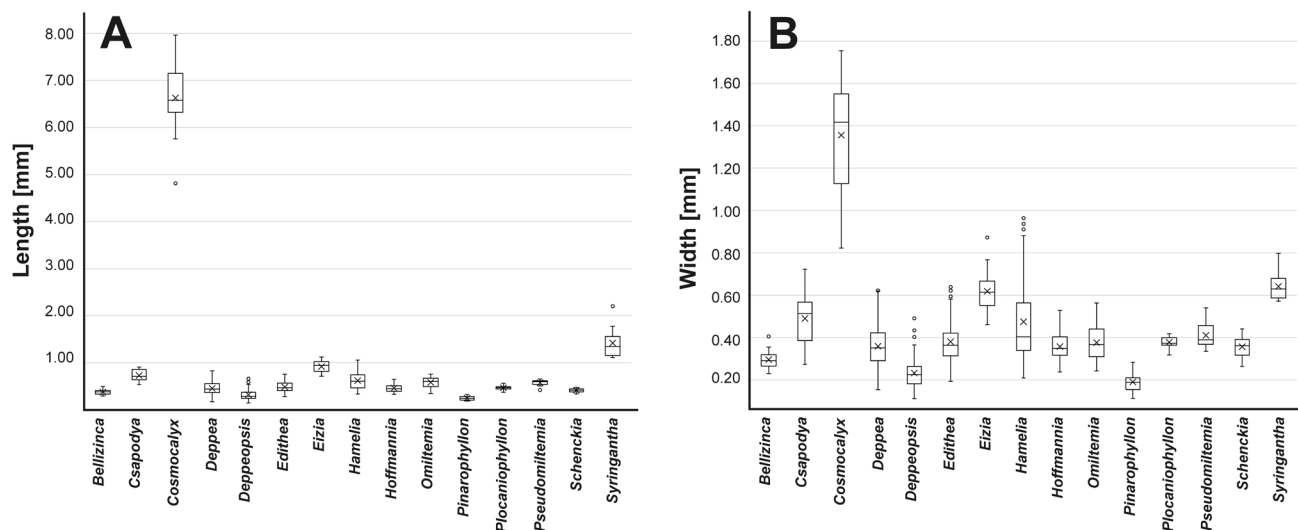 A
Length [mm]
8.00
7.00
6.00
5.00
4.00
3.00
2.00
1.00
Bellizinca
Csapodya
Cosmocalyx
Deppea
Deppeopsis
Edithea
Eizia
Hamelia
Hoffmannia
Omiltemia
Pinarophyllon
Plocaniophyllon
Pseudomiltemia
Schenckia
Syringantha
B
Width [mm]
1.80
1.60
1.40
1.20
1.00
0.80
0.60
0.40
0.20
Bellizinca
Csapodya
Cosmocalyx
Deppea
Deppeopsis
Edithea
Eizia
Hamelia
Hoffmannia
Omiltemia
Pinarophyllon
Plocaniophyllon
Pseudomiltemia
Schenckia
Syringantha